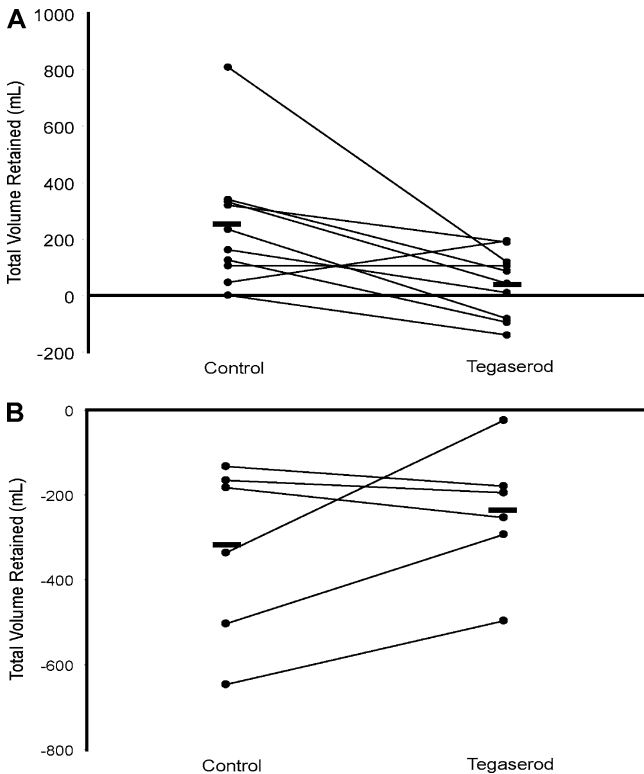 A
1000
800
600
400
200
0
-200
Total Volume Retained (mL)
Control
Tegaserod
B
0
-200
-400
-600
-800
Total Volume Retained (mL)
Control
Tegaserod